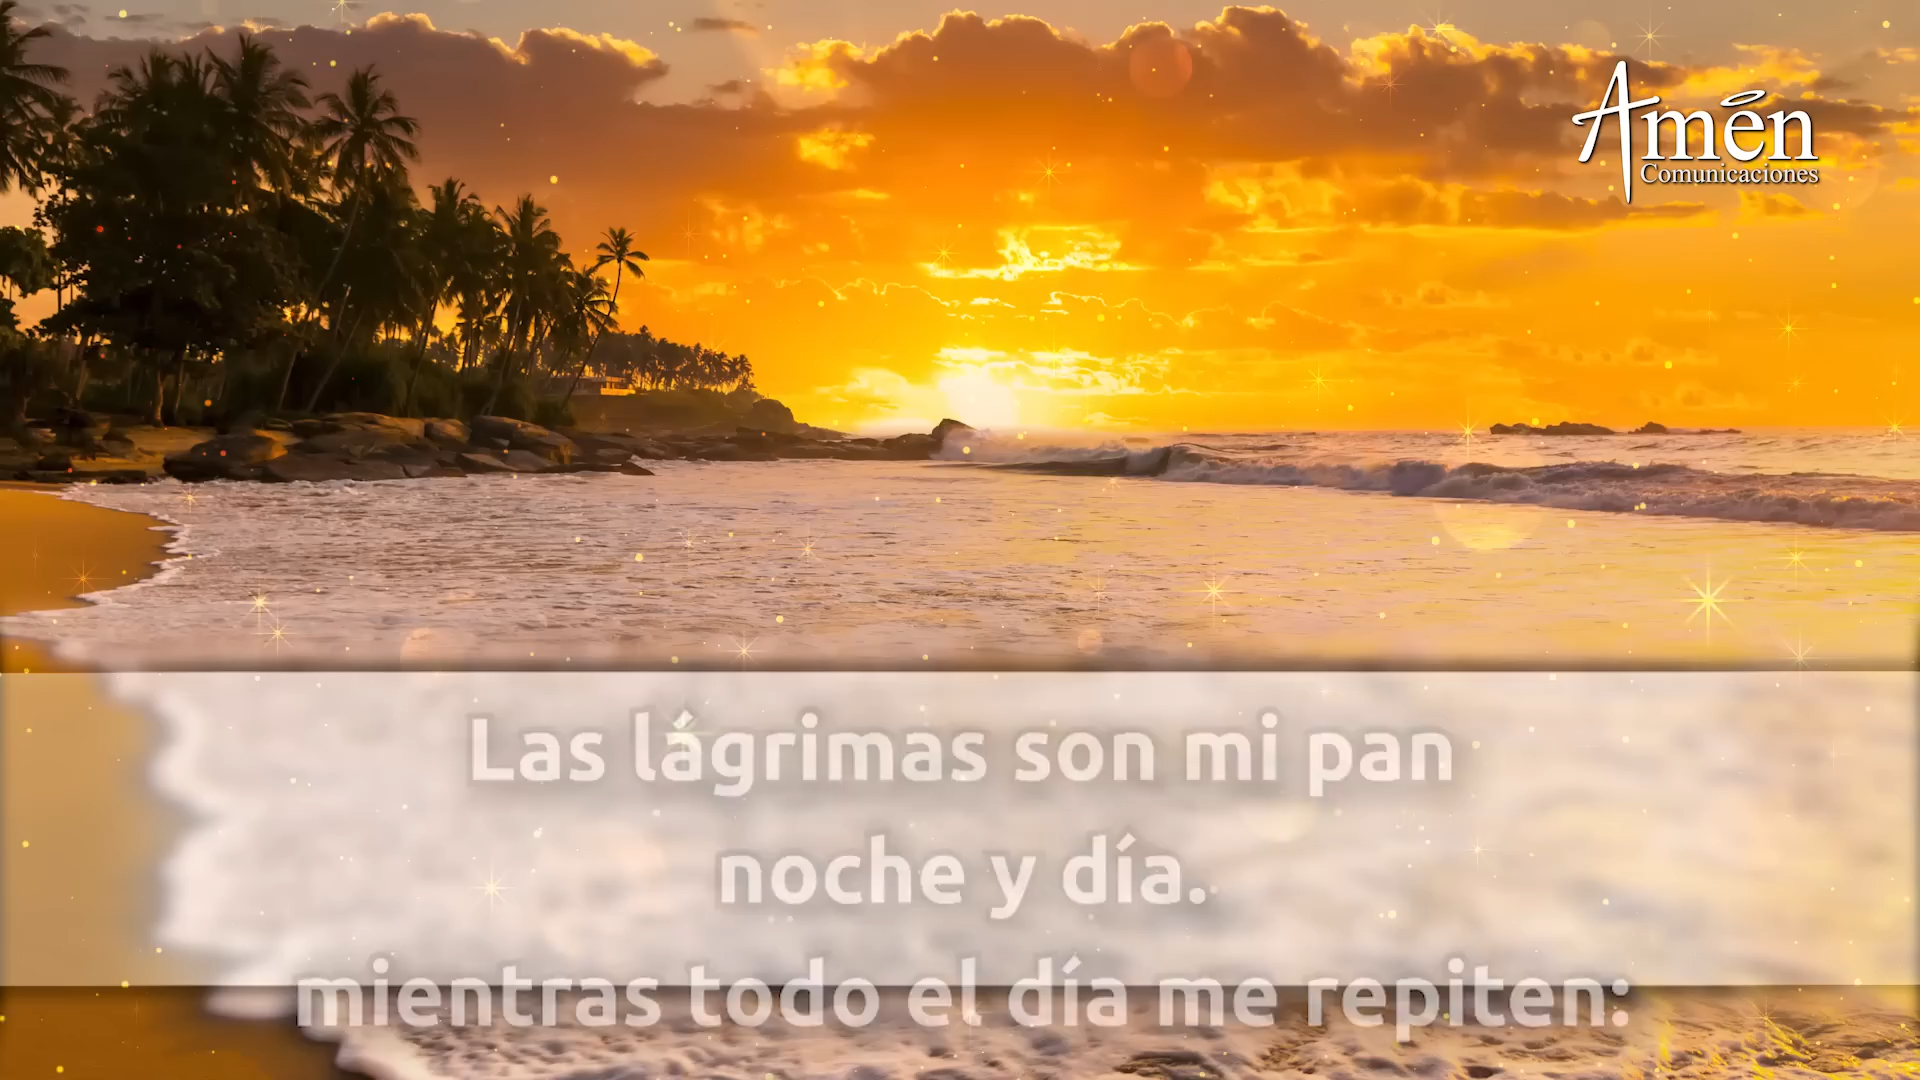 Amén
Comunicaciones
Las lágrimas son mi pan
noche y día.
mientras todo el día me repiten: